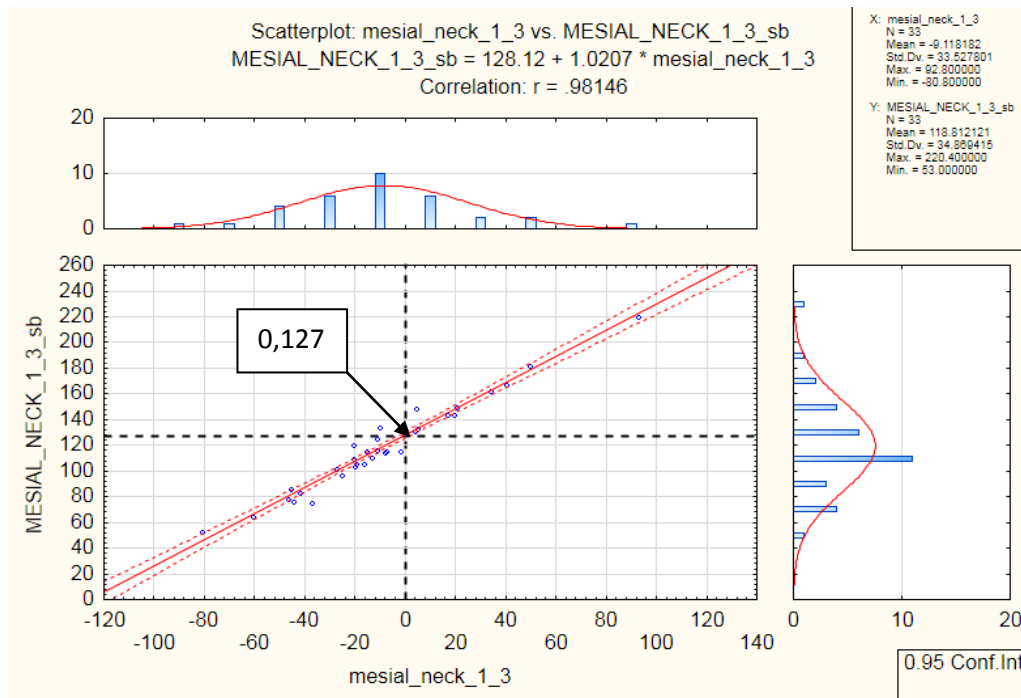 Scatterplot: mesial_neck_1_3 vs. MESIAL_NECK_1_3_sb
MESIAL_NECK_1_3_sb = 128.12 + 1.0207 * mesial_neck_1_3
Correlation: r = .98146
X: mesial_neck_1_3
N = 33
Mean = -9.118182
Std.Dv. = 33.527801
Max. = 92.800000
Min. = -80.800000
Y: MESIAL_NECK_1_3_sb
N = 33
Mean = 118.812121
Std.Dv. = 34.869415
Max. = 220.400000
Min. = 53.000000
20
10
0
260
240
220
200
180
160
140
120
100
80
60
40
20
0
MESIAL_NECK_1_3_sb
0,127
-120 -80 -40 0 40 80 120
-100 -60 -20 20 60 100 140
mesial_neck_1_3
0 10 20
0.95 Conf.Int